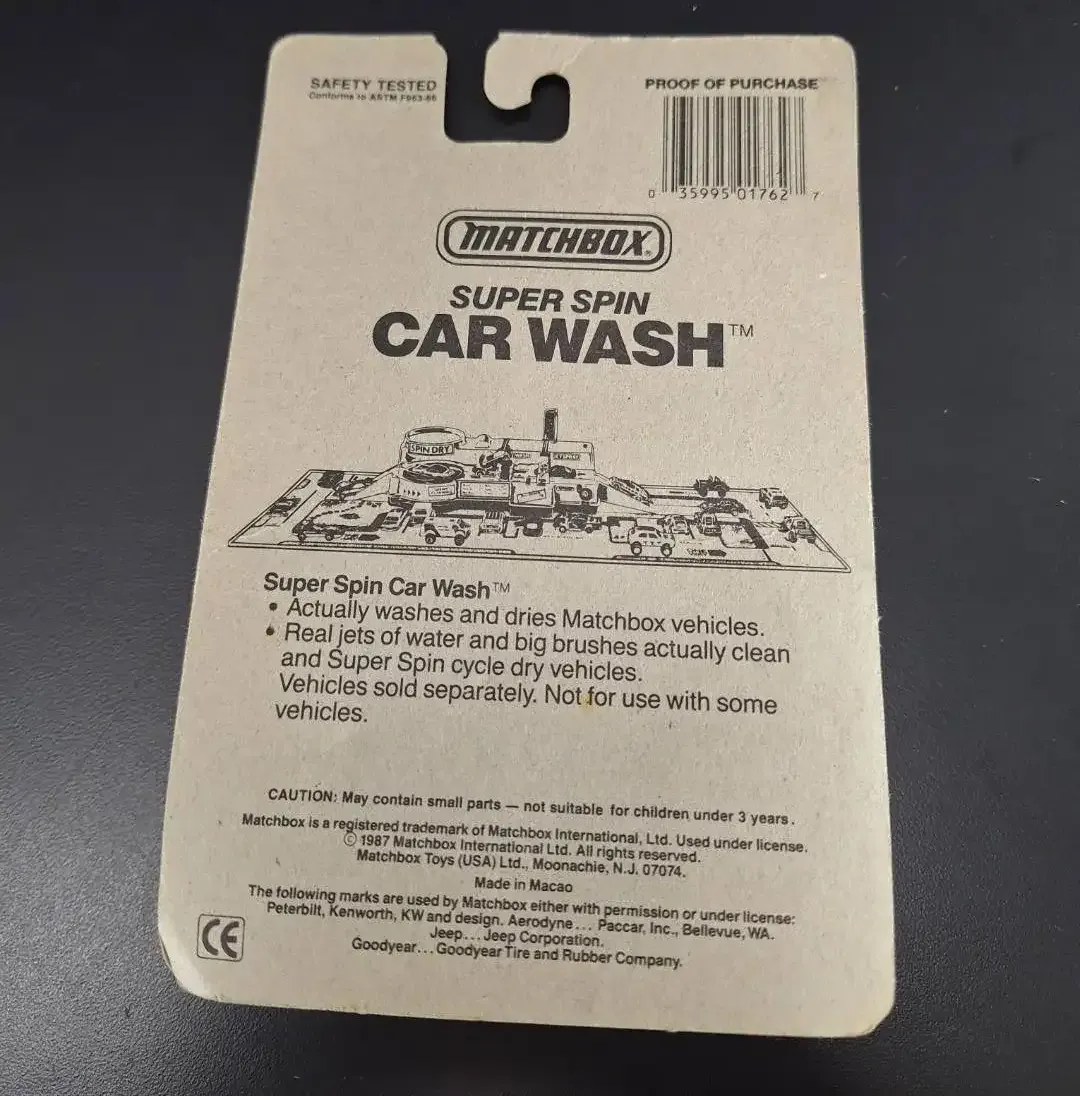 SAFETY TESTED
Conforms to ASTM F963-86
PROOF OF PURCHASE
0 35995 01762 7
MATCHBOX®
SUPER SPIN
CAR WASH™
SPIN DRY
Super Spin Car Wash™
• Actually washes and dries Matchbox vehicles.
• Real jets of water and big brushes actually clean
and Super Spin cycle dry vehicles.
Vehicles sold separately. Not for use with some
vehicles.
CAUTION: May contain small parts — not suitable for children under 3 years.
Matchbox is a registered trademark of Matchbox International, Ltd. Used under license.
© 1987 Matchbox International Ltd. All rights reserved.
Matchbox Toys (USA) Ltd., Moonachie, N.J. 07074.
Made in Macao
The following marks are used by Matchbox either with permission or under license:
Peterbilt, Kenworth, KW and design. Aerodyne... Paccar, Inc., Bellevue, WA.
Jeep... Jeep Corporation.
Goodyear... Goodyear Tire and Rubber Company.
CE